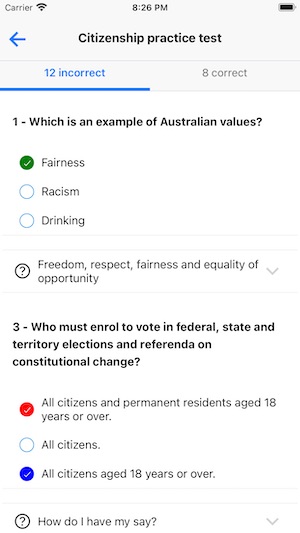 Carrier 8:26 PM
Citizenship practice test
12 incorrect 8 correct
1 - Which is an example of Australian values?
Fairness
Racism
Drinking
Freedom, respect, fairness and equality of
opportunity
3 - Who must enrol to vote in federal, state and
territory elections and referenda on
constitutional change?
All citizens and permanent residents aged 18
years or over.
All citizens.
All citizens aged 18 years or over.
How do I have my say?